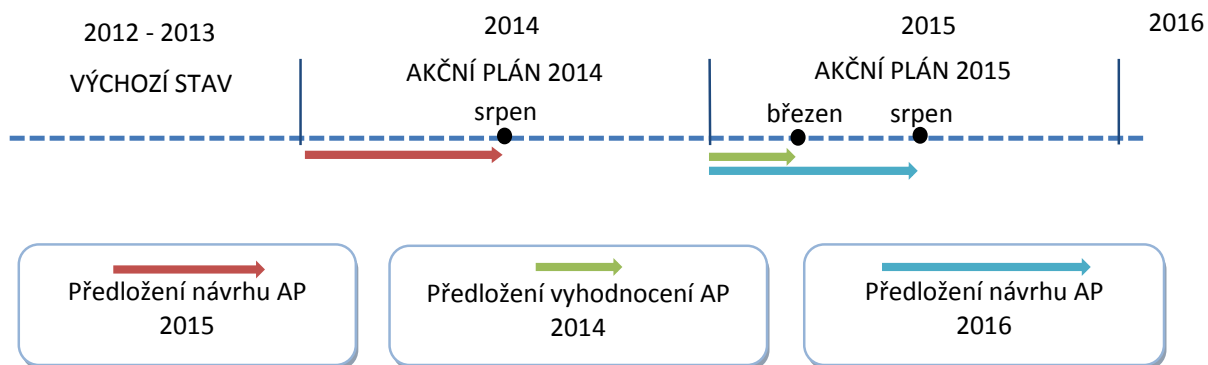 2012 - 2013
VÝCHOZÍ STAV
2014
AKČNÍ PLÁN 2014
srpen
2015
AKČNÍ PLÁN 2015
březen
srpen
2016
Předložení návrhu AP
2015
Předložení vyhodnocení AP
2014
Předložení návrhu AP
2016